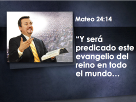 Mateo 24:14
"Y será
predicado este
evangelio del
reino en todo
el mundo...